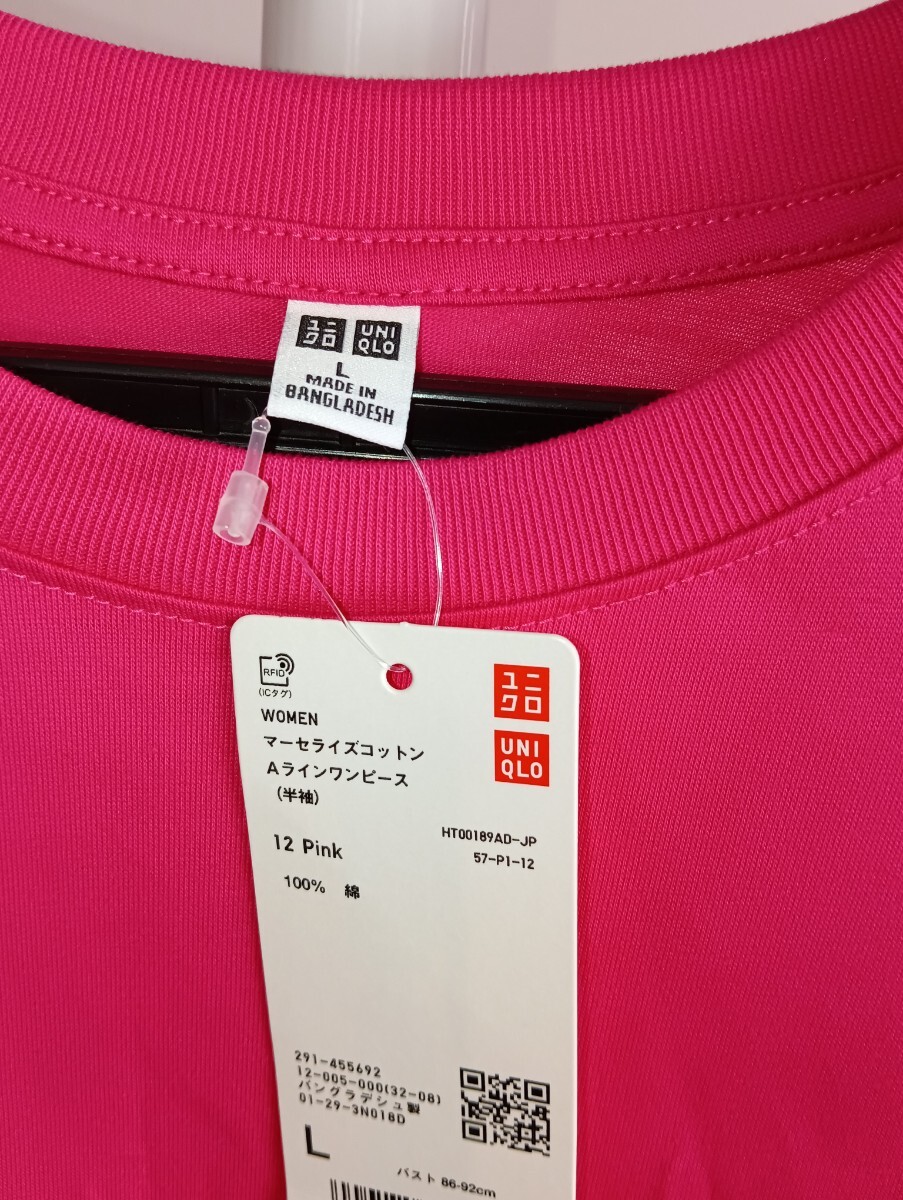 ユニ
クロ
UNI
QLO
L
MADE IN
BANGLADESH
RFID
(ICタグ)
ユニ
クロ
UNI
QLO
WOMEN
マーセライズコットン
Aラインワンピース
(半袖)
12 Pink
HT00189AD-JP
57-P1-12
100% 綿
291-455692
12-005-000(32-08)
バングラデシュ製
01-29-3N018D
L
バスト 86-92cm